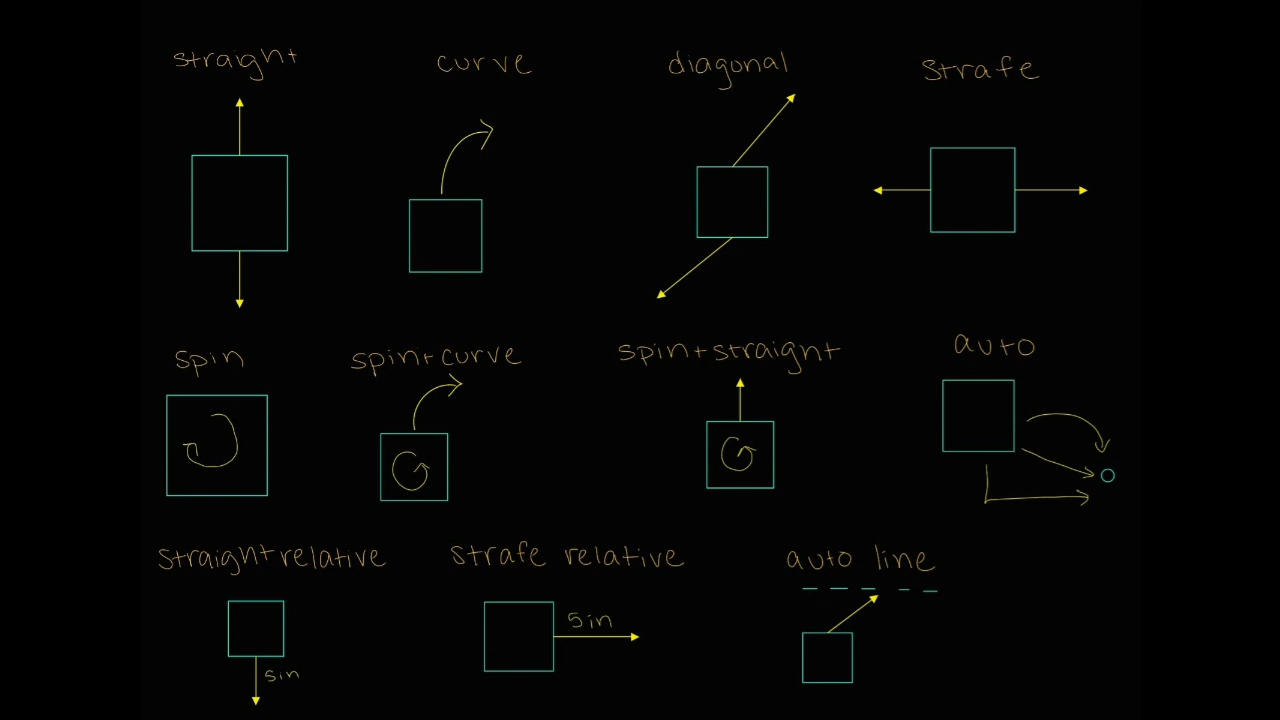 straight
curve
diagonal
strafe
spin
spin+curve
spin+straight
auto
straight relative
strafe relative
auto line
5in
5in